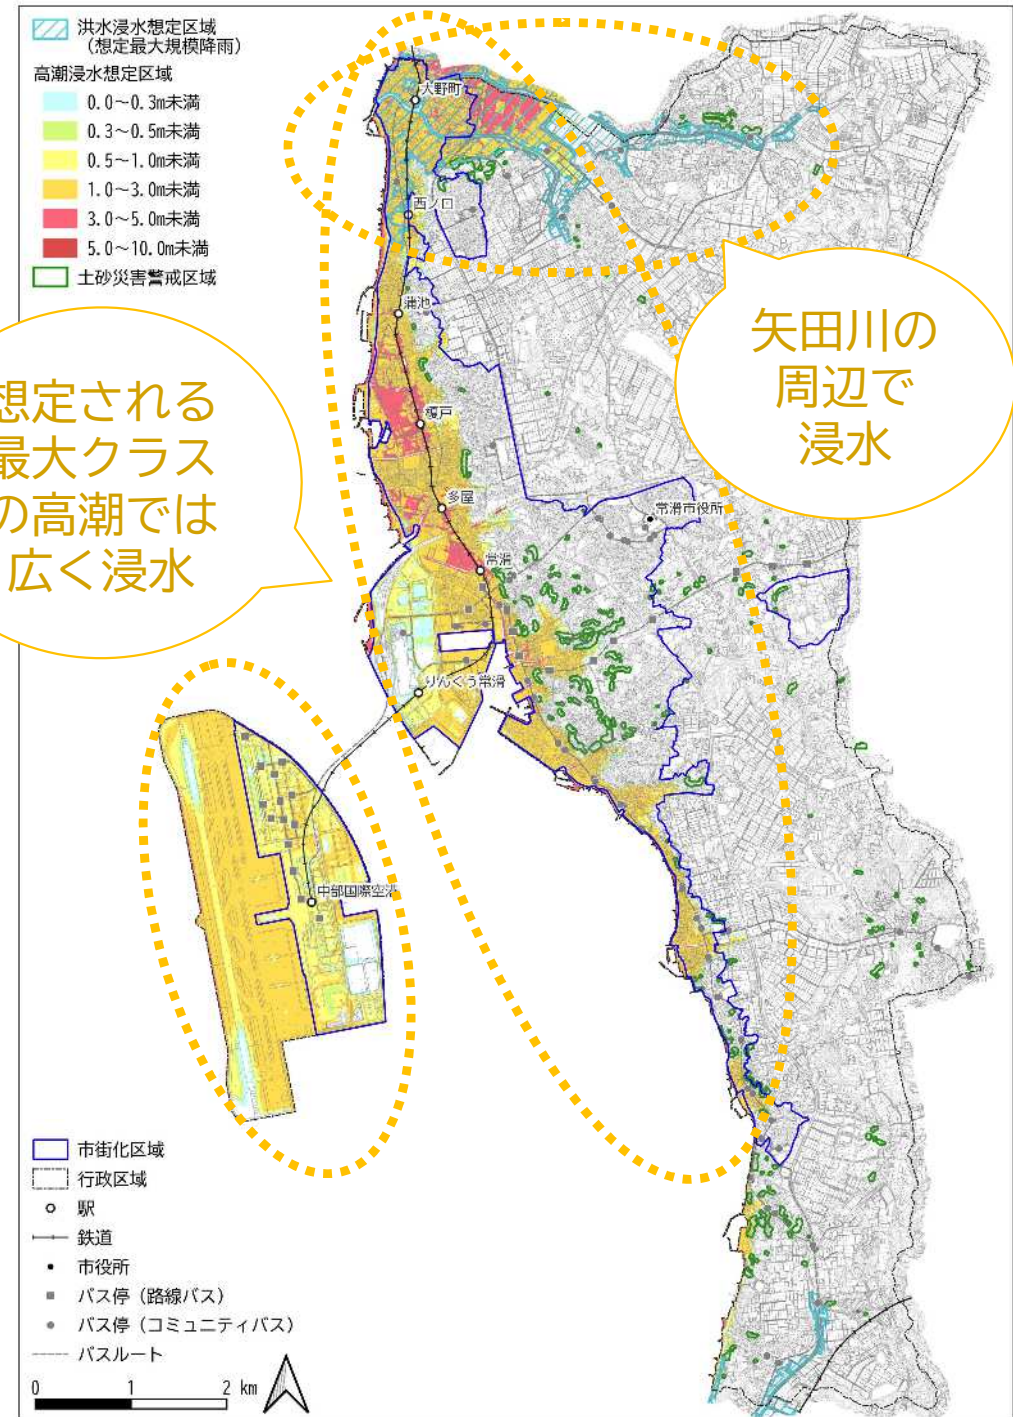 洪水浸水想定区域
(想定最大規模降雨)
高潮浸水想定区域
0.0～0.3m未満
0.3～0.5m未満
0.5～1.0m未満
1.0～3.0m未満
3.0～5.0m未満
5.0～10.0m未満
土砂災害警戒区域
大野町
西ノ口
蒲池
榎戸
多屋
常滑
常滑市役所
りんくう常滑
中部国際空港
矢田川の
周辺で
浸水
想定される
最大クラス
の高潮では
広く浸水
市街化区域
行政区域
駅
鉄道
市役所
バス停（路線バス）
バス停（コミュニティバス）
バスルート
0 1 2 km